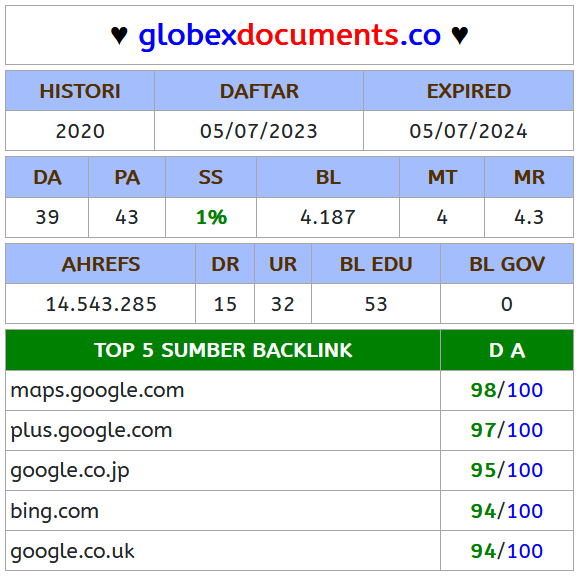 ♥ globexdocuments.co ♥
HISTORI DAFTAR EXPIRED
2020 05/07/2023 05/07/2024
DA PA SS BL MT MR
39 43 1% 4.187 4 4.3
AHREFS DR UR BL EDU BL GOV
14.543.285 15 32 53 0
TOP 5 SUMBER BACKLINK D A
maps.google.com 98/100
plus.google.com 97/100
google.co.jp 95/100
bing.com 94/100
google.co.uk 94/100